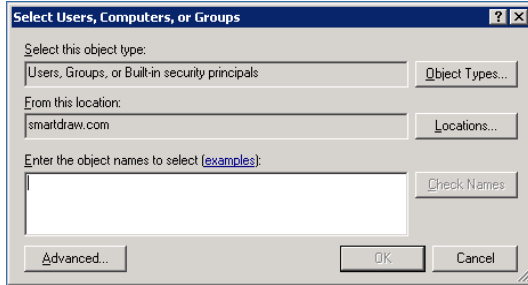 Select Users, Computers, or Groups
Select this object type:
Users, Groups, or Built-in security principals
Object Types...
From this location:
smartdraw.com
Locations...
Enter the object names to select (examples):
Check Names
Advanced...
OK
Cancel